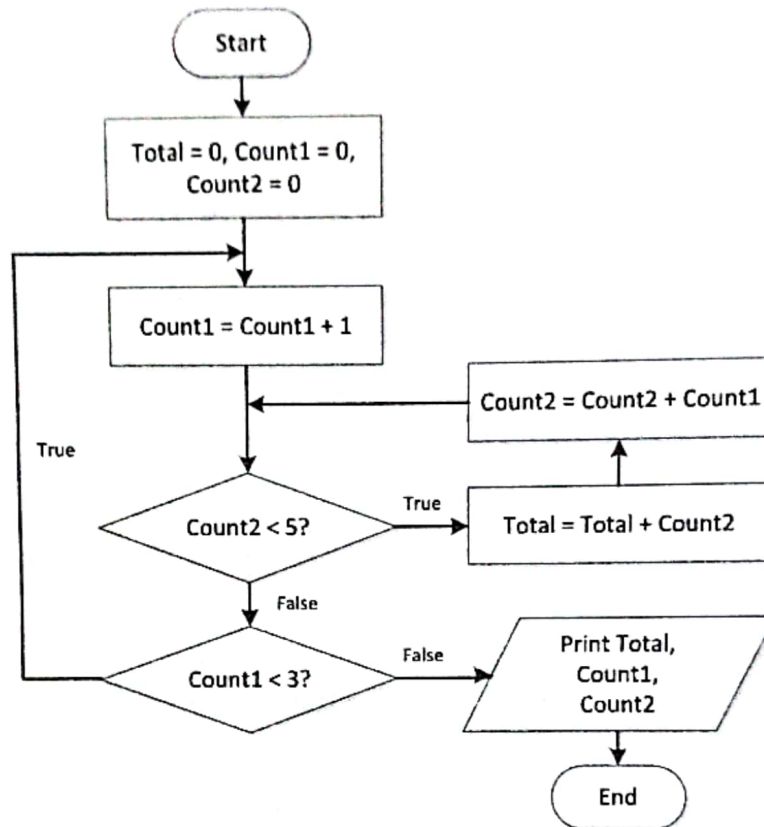 Start
Total = 0, Count1 = 0,
Count2 = 0
Count1 = Count1 + 1
Count2 = Count2 + Count1
True
Count2 < 5?
True
Total = Total + Count2
False
Count1 < 3?
False
Print Total,
Count1,
Count2
End